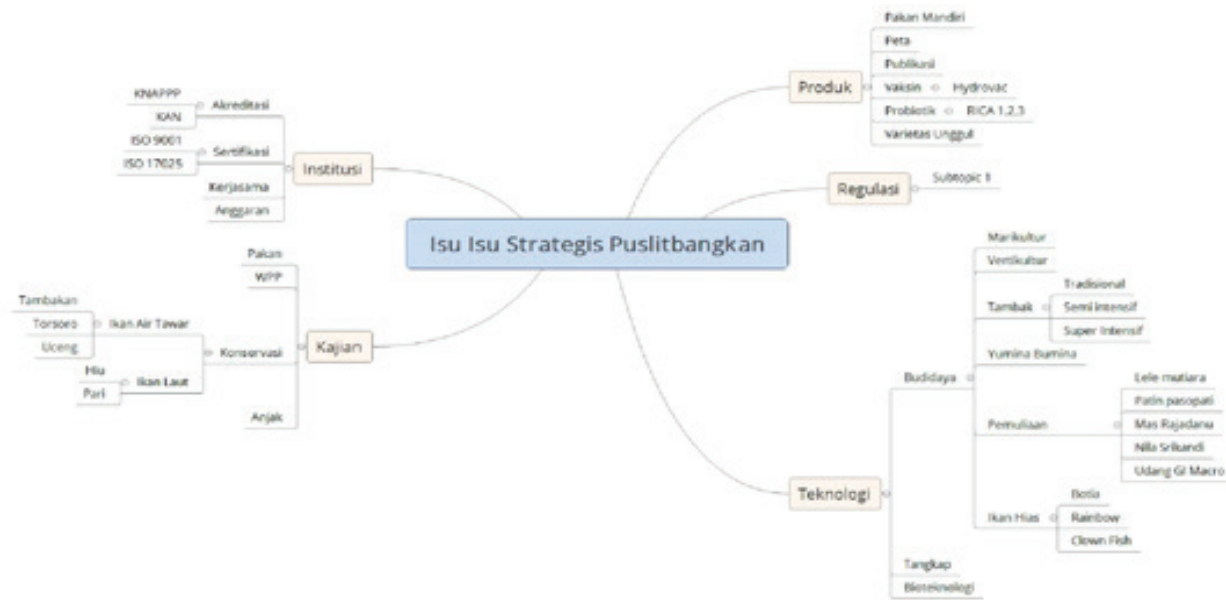 Isu Isu Strategis Puslitbangkan
Produk
Pakan Mandiri
Peta
Publikasi
Vaksin
Hydrovac
Probiotik
RICA 1,2,3
Varietas Unggul
Regulasi
Subtopic 1
Teknologi
Budidaya
Marikultur
Vertikultur
Tambak
Tradisional
Semi intensif
Super Intensif
Yumina Bumina
Pemuliaan
Lele mutiara
Patin pasopati
Mas Rajadanu
Nila Srikandi
Udang GI Macro
Ikan Hias
Botia
Rainbow
Clown Fish
Tangkap
Bioteknologi
Institusi
Akreditasi
KNAPPP
KAN
Sertifikasi
ISO 9001
ISO 17025
Kerjasama
Anggaran
Kajian
Pakan
WPP
Konservasi
Ikan Air Tawar
Tambakan
Torsoro
Uceng
Ikan Laut
Hiu
Pari
Anjak